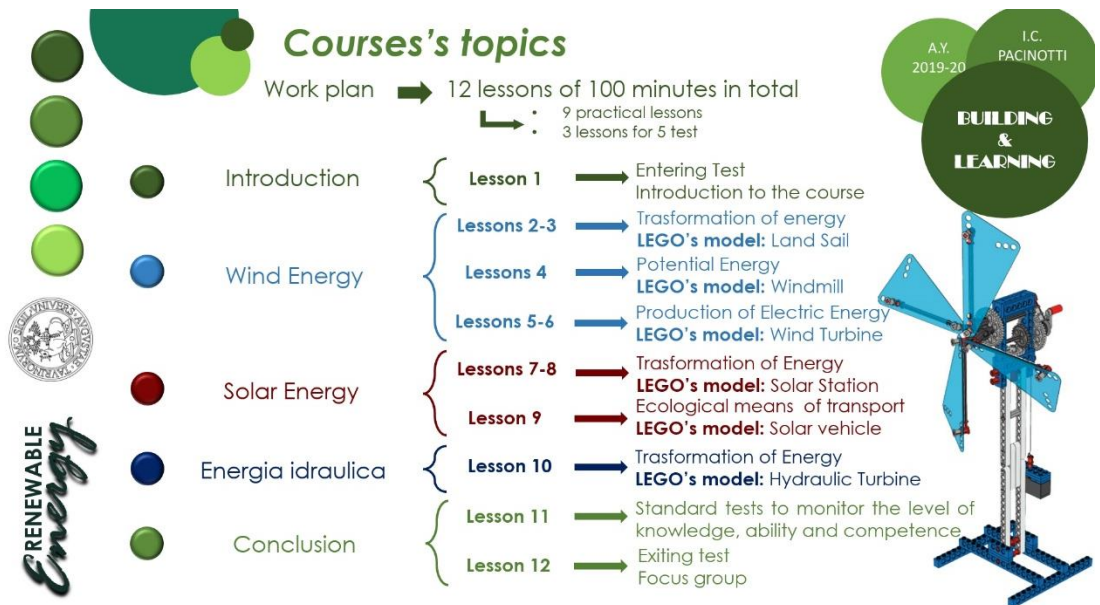 Courses's topics
Work plan 12 lessons of 100 minutes in total
• 9 practical lessons
• 3 lessons for 5 test
A.Y.
2019-20
I.C.
PACINOTTI
BUILDING
&
LEARNING
Introduction
Lesson 1
Entering Test
Introduction to the course
Wind Energy
Lessons 2-3
Trasformation of energy
LEGO's model: Land Sail
Lessons 4
Potential Energy
LEGO's model: Windmill
Lessons 5-6
Production of Electric Energy
LEGO's model: Wind Turbine
Solar Energy
Lessons 7-8
Trasformation of Energy
LEGO's model: Solar Station
Lesson 9
Ecological means of transport
LEGO's model: Solar vehicle
Energia idraulica
Lesson 10
Trasformation of Energy
LEGO's model: Hydraulic Turbine
Conclusion
Lesson 11
Standard tests to monitor the level of
knowledge, ability and competence
Lesson 12
Exiting test
Focus group
RENEWABLE
Energy